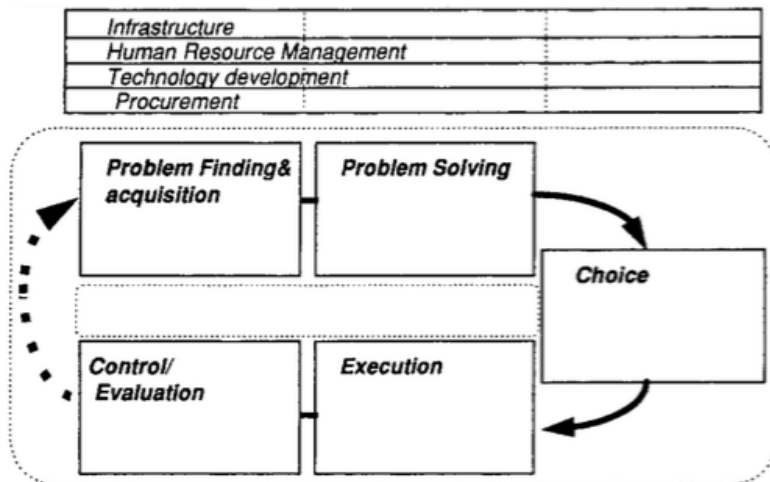 Infrastructure
Human Resource Management
Technology development
Procurement
Problem Finding&
acquisition
Problem Solving
Choice
Control/
Evaluation
Execution